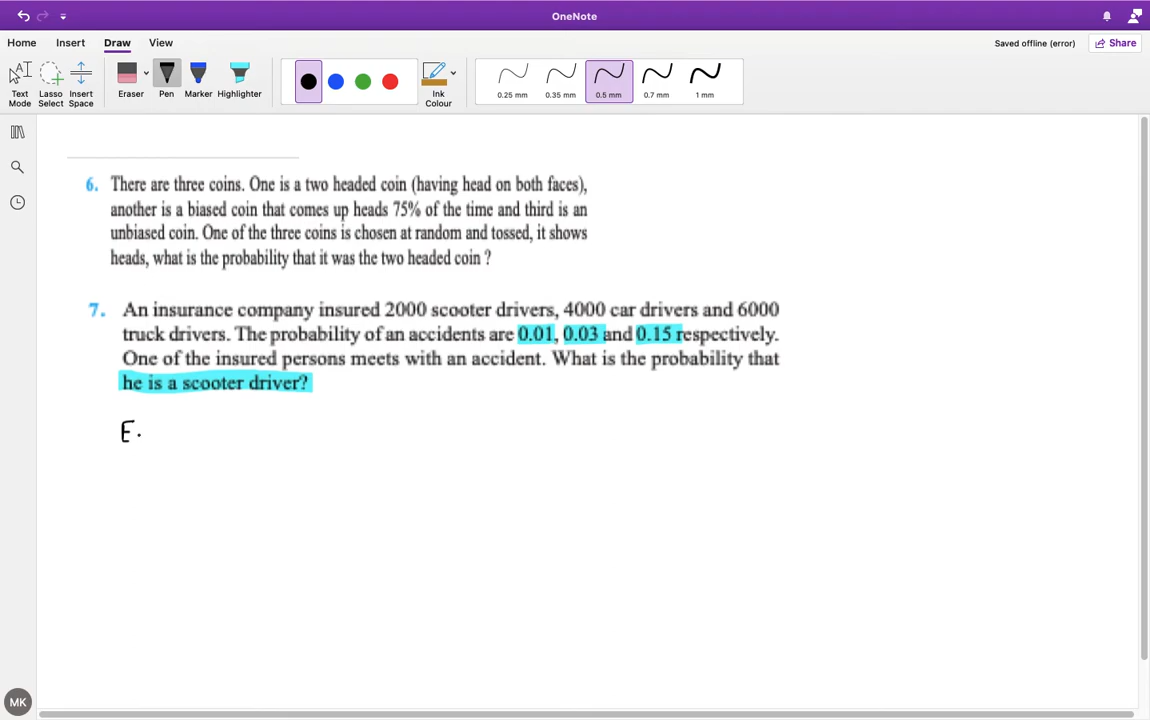 OneNote
Home Insert Draw View
Saved offline (error) Share
Text Mode
Lasso Select
Insert Space
Eraser
Pen
Marker
Highlighter
Ink Colour
0.25 mm
0.35 mm
0.5 mm
0.7 mm
1 mm
6. There are three coins. One is a two headed coin (having head on both faces),
another is a biased coin that comes up heads 75% of the time and third is an
unbiased coin. One of the three coins is chosen at random and tossed, it shows
heads, what is the probability that it was the two headed coin ?
7. An insurance company insured 2000 scooter drivers, 4000 car drivers and 6000
truck drivers. The probability of an accidents are 0.01, 0.03 and 0.15 respectively.
One of the insured persons meets with an accident. What is the probability that
he is a scooter driver?
E.
MK